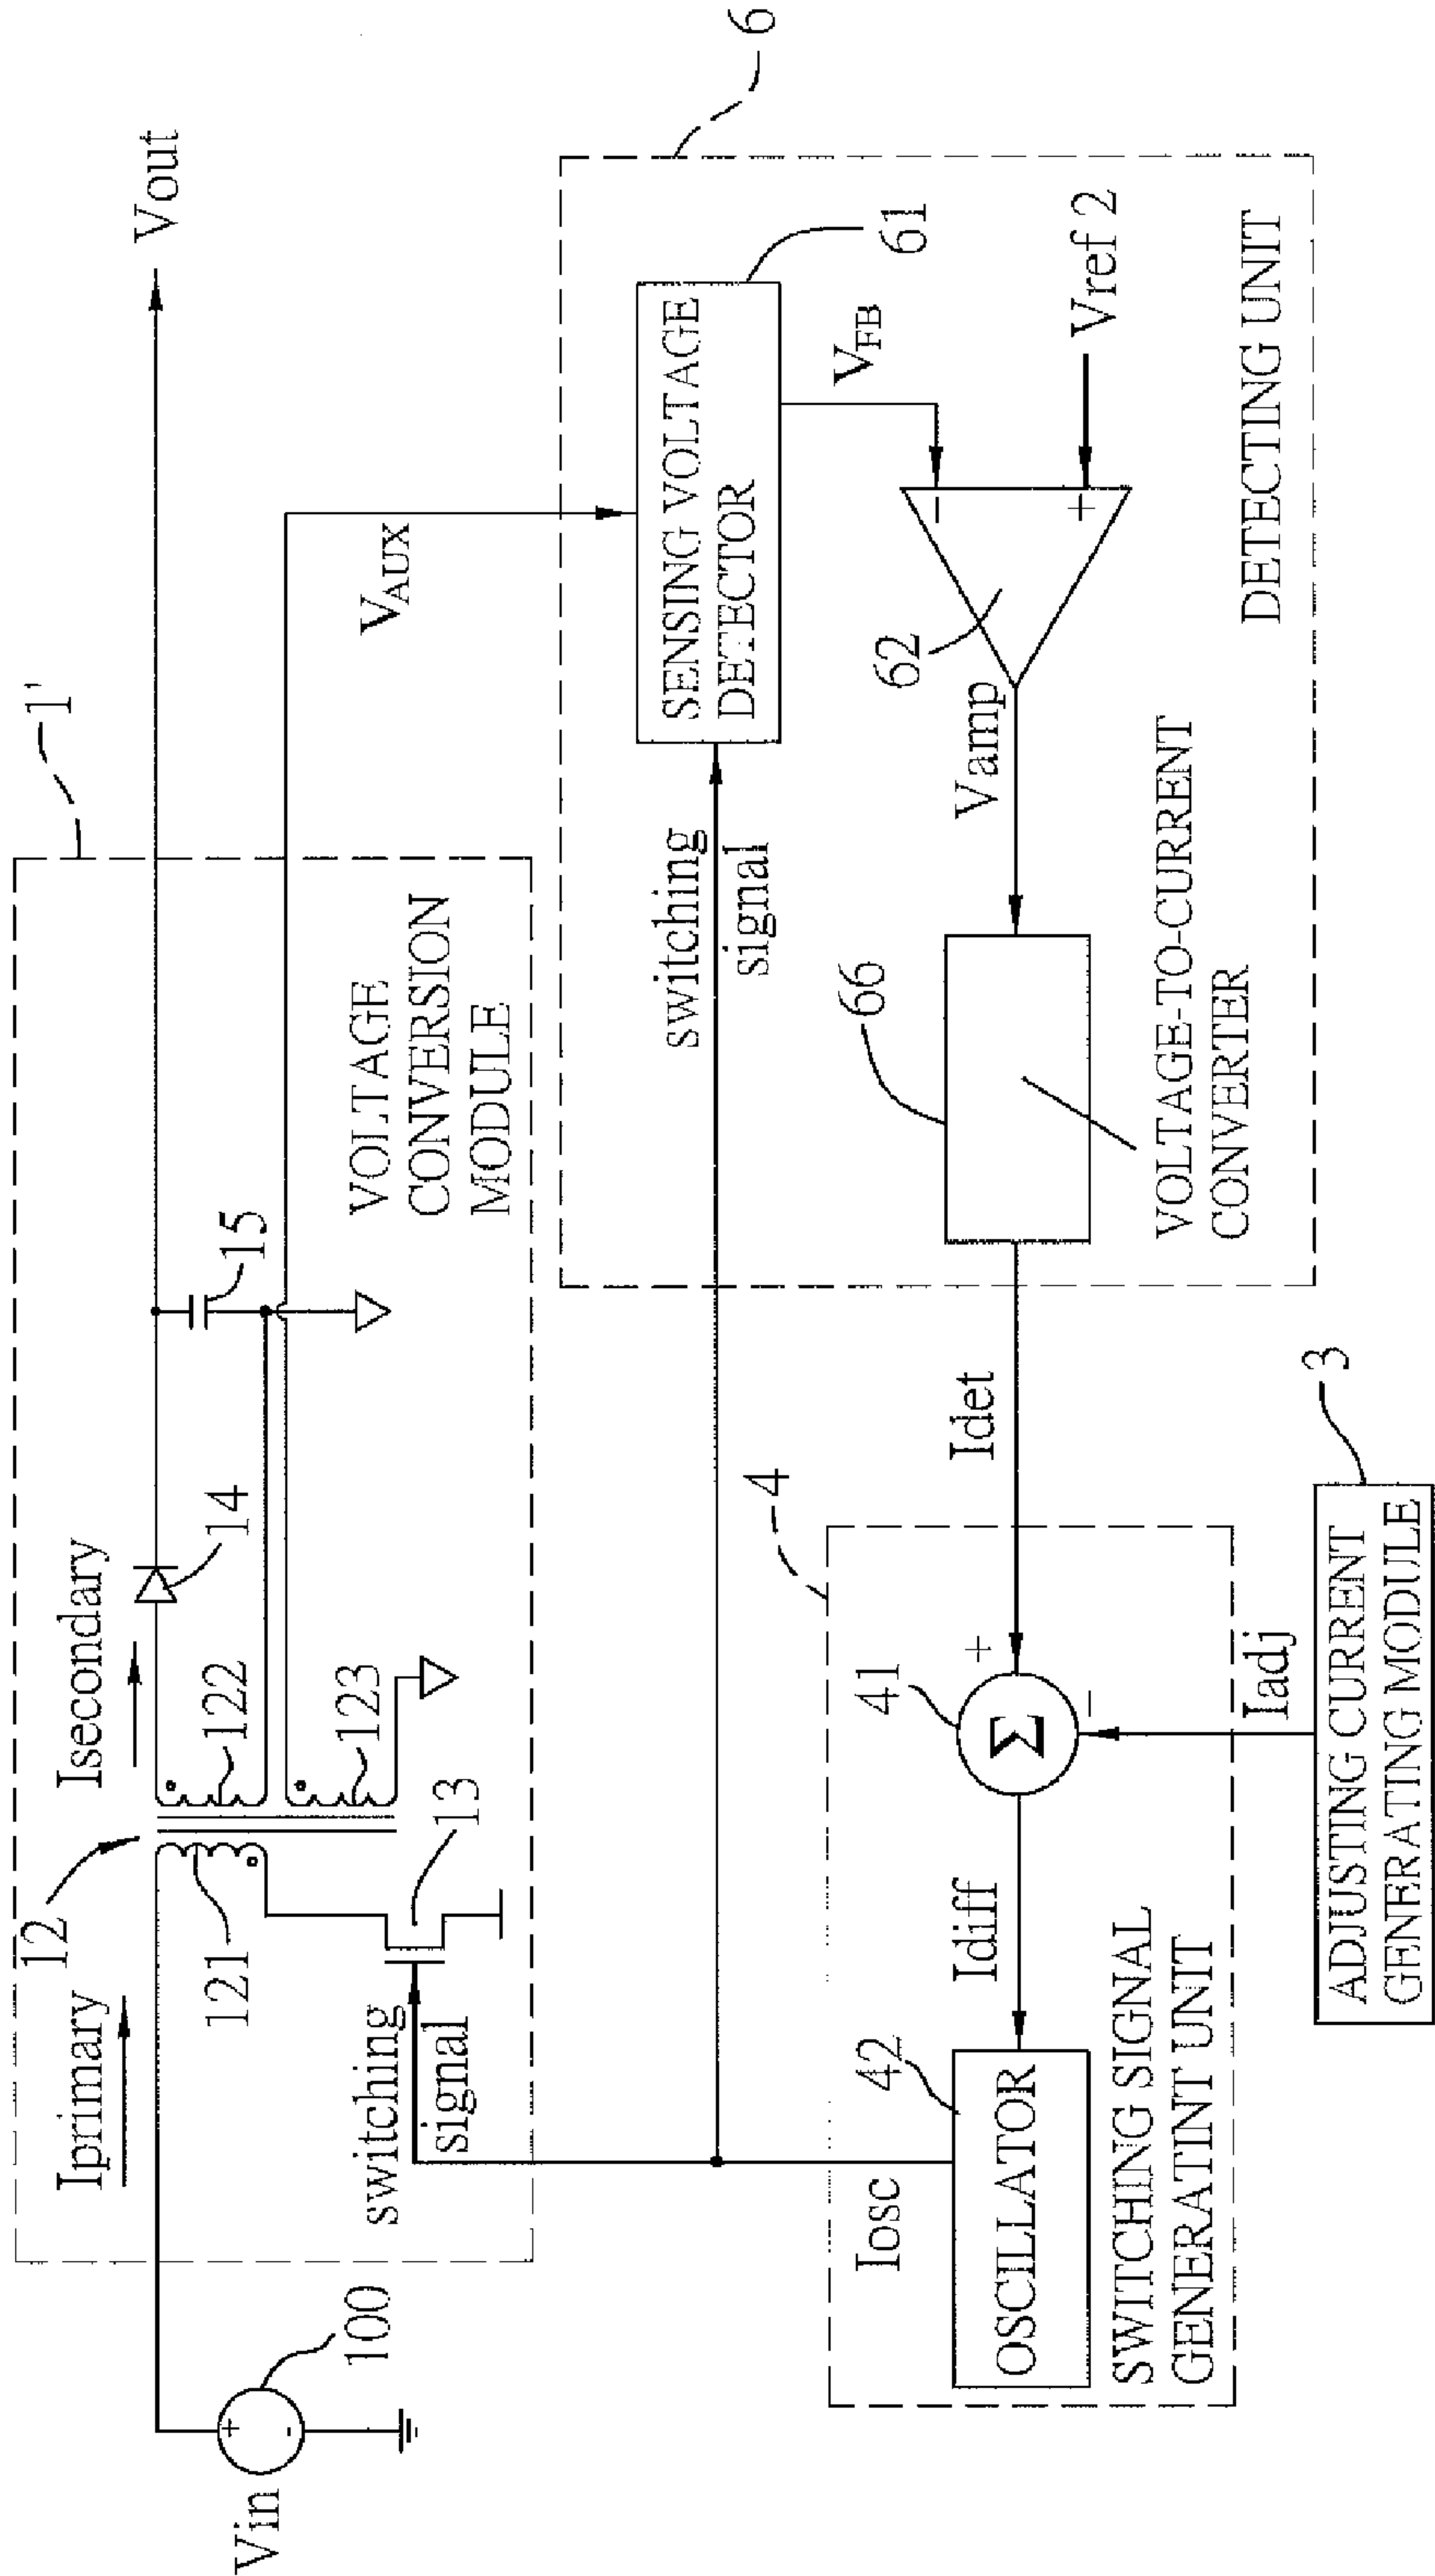 Vin
100
Iprimary
12
121
Isecondary
14
122
123
13
15
switching
signal
VOLTAGE
CONVERSION
MODULE
1'
Vout
VAUX
6
SENSING VOLTAGE
DETECTOR
61
switching
signal
VFB
Vref 2
-
+
62
Vamp
66
VOLTAGE-TO-CURRENT
CONVERTER
DETECTING UNIT
Idet
4
41
+
Σ
-
Iadj
Idiff
42
OSCILLATOR
Iosc
SWITCHING SIGNAL
GENERATINT UNIT
3
ADJUSTING CURRENT
GENERATING MODULE